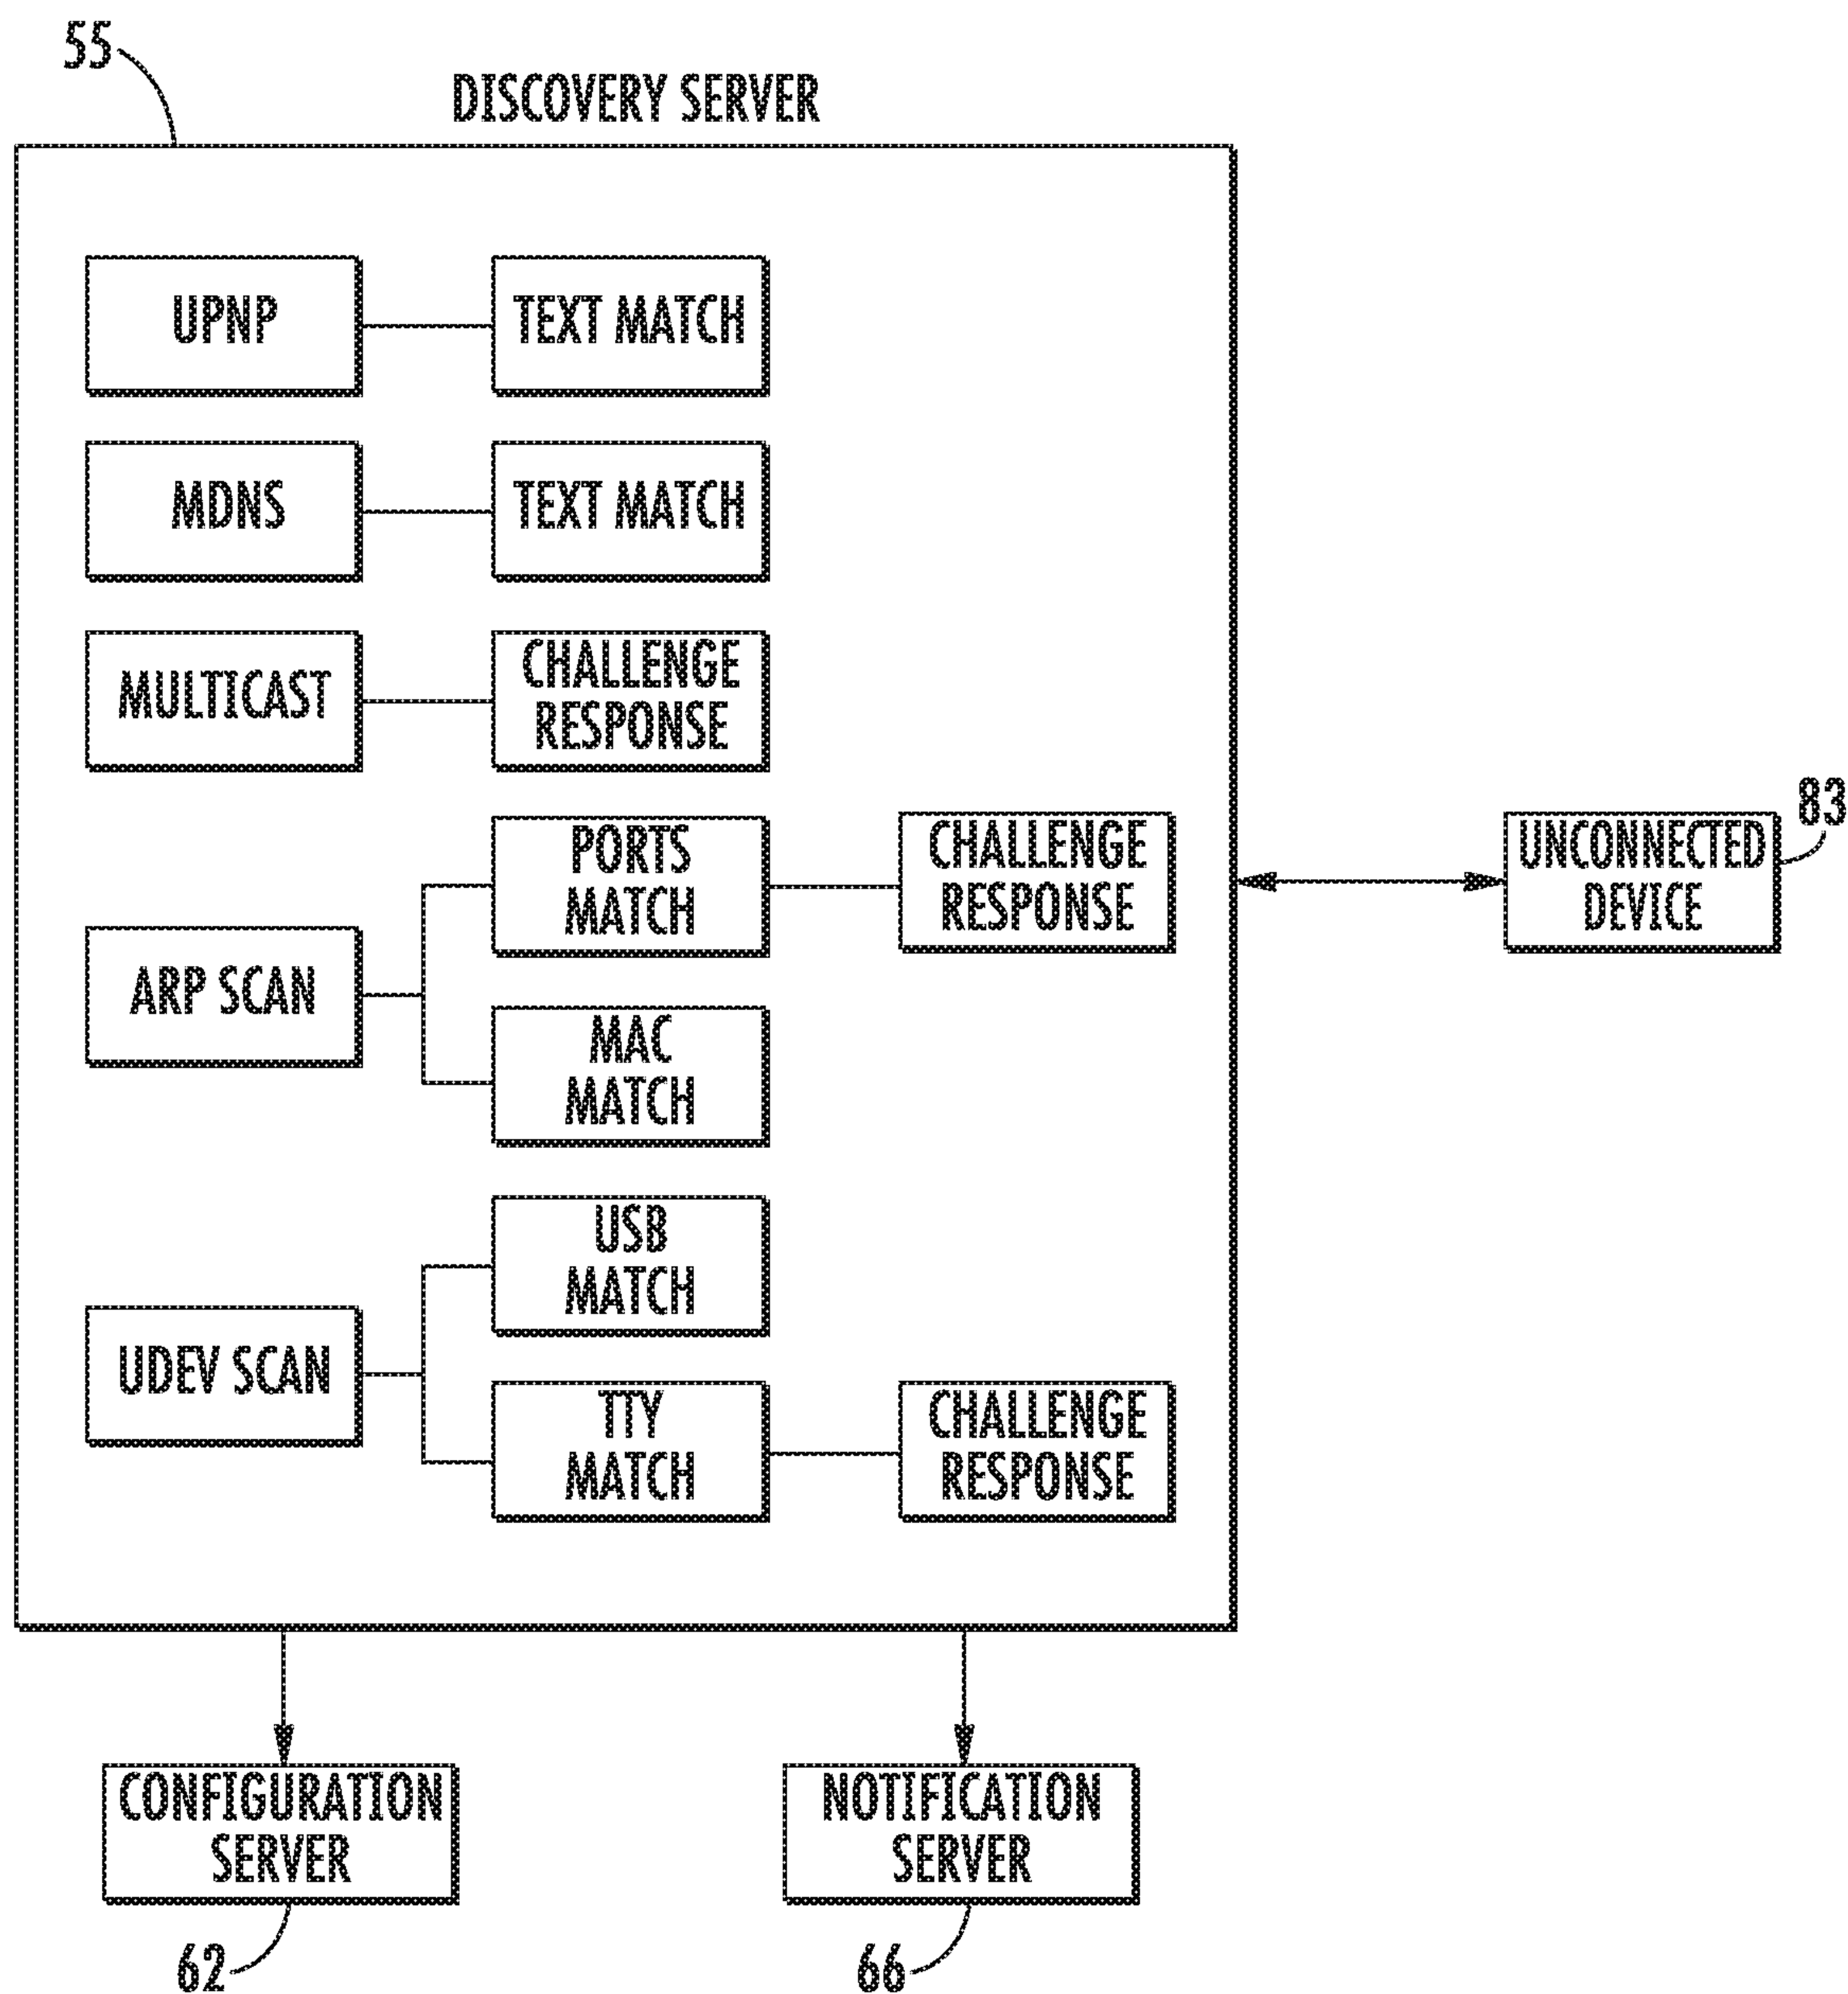 55
DISCOVERY SERVER
UPNP
TEXT MATCH
MDNS
TEXT MATCH
MULTICAST
CHALLENGE
RESPONSE
PORTS
MATCH
CHALLENGE
RESPONSE
ARP SCAN
MAC
MATCH
USB
MATCH
UDEV SCAN
TTY
MATCH
CHALLENGE
RESPONSE
83
UNCONNECTED
DEVICE
CONFIGURATION
SERVER
62
NOTIFICATION
SERVER
66